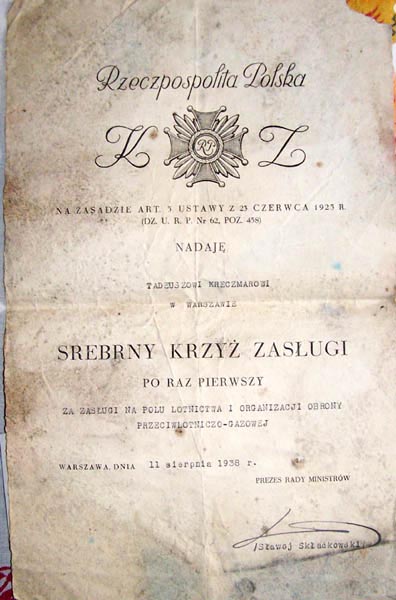 Rzeczpospolita Polska
K RP Z
NA ZASADZIE ART. 3 USTAWY Z 23 CZERWCA 1923 R.
(DZ. U. R. P. Nr 62, POZ. 458)
NADAJĘ
TADEUSZOWI KRECZMAROWI
W WARSZAWIE
SREBRNY KRZYŻ ZASŁUGI
PO RAZ PIERWSZY
ZA ZASŁUGI NA POLU LOTNICTWA I ORGANIZACJI OBRONY
PRZECIWLOTNICZO-GAZOWEJ
WARSZAWA, DNIA 11 sierpnia 1938 r.
PREZES RADY MINISTRÓW
/Sławoj Składkowski/